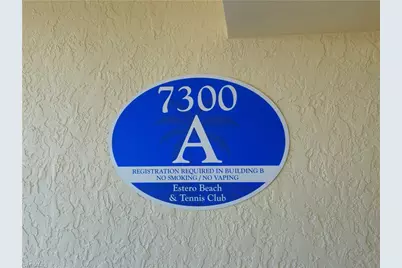 7300
A
REGISTRATION REQUIRED IN BUILDING B
NO SMOKING / NO VAPING
Estero Beach
& Tennis Club